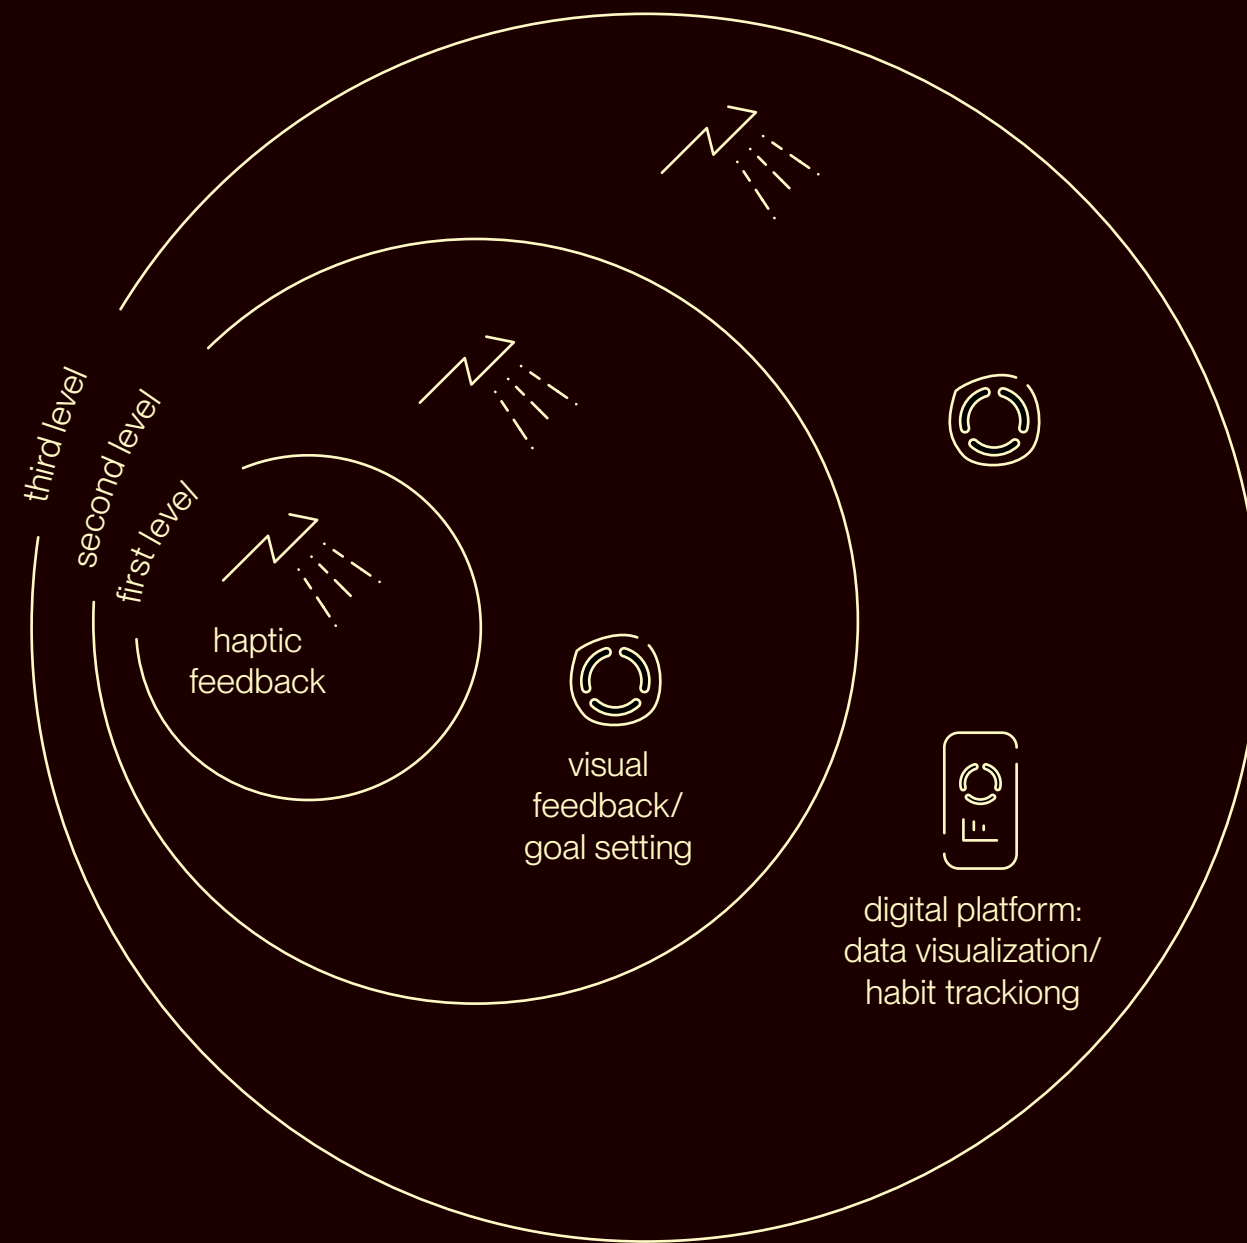 third level
second level
first level
haptic
feedback
visual
feedback/
goal setting
digital platform:
data visualization/
habit trackiong